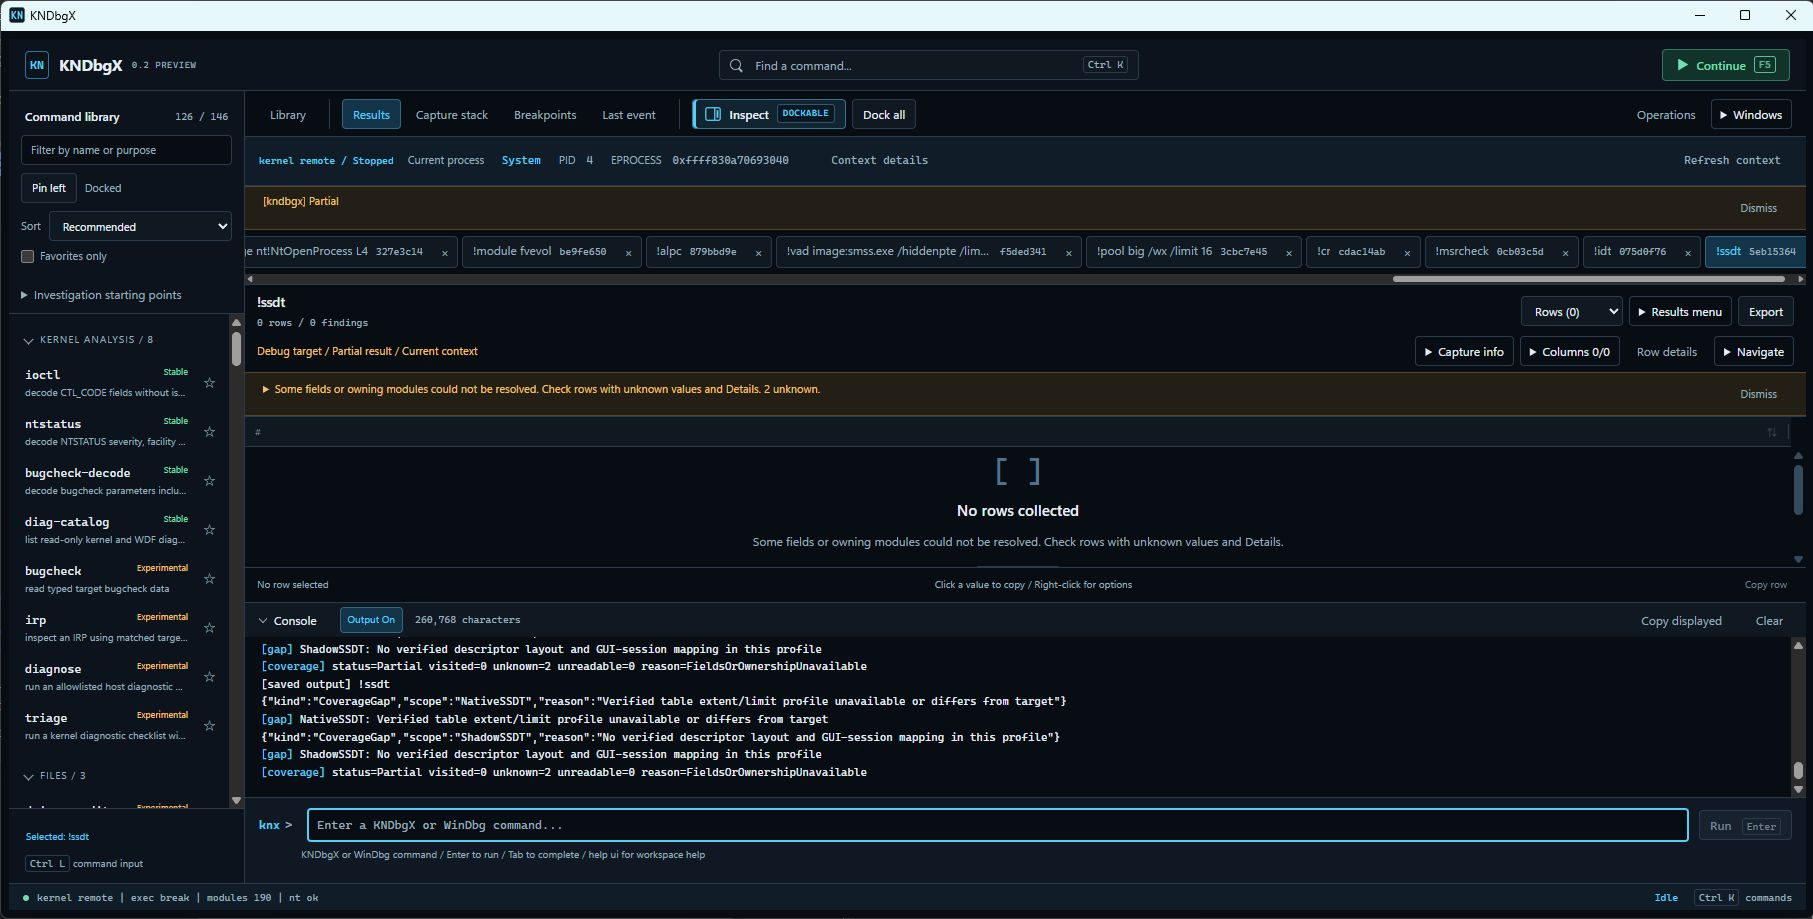 KN KNDbgX
KN KNDbgX 0.2 PREVIEW
Find a command... Ctrl K
Continue F5
Command library 126 / 146
Filter by name or purpose
Pin left Docked
Sort Recommended
Favorites only
Investigation starting points
KERNEL ANALYSIS / 8
ioctl Stable
decode CTL_CODE fields without is...
ntstatus Stable
decode NTSTATUS severity, facility ...
bugcheck-decode Stable
decode bugcheck parameters inclu...
diag-catalog Stable
list read-only kernel and WDF diag...
bugcheck Experimental
read typed target bugcheck data
irp Experimental
inspect an IRP using matched targe...
diagnose Experimental
run an allowlisted host diagnostic ...
triage Experimental
run a kernel diagnostic checklist wi...
FILES / 3
Experimental
Selected: !ssdt
Ctrl L command input
Library Results Capture stack Breakpoints Last event Inspect DOCKABLE Dock all Operations Windows
kernel remote / Stopped Current process System PID 4 EPROCESS 0xffff830a70693040 Context details Refresh context
[kndbgx] Partial
Dismiss
ge nt!NtOpenProcess L4 327e3c14 × !module fvevol be9fe650 × !alpc 879bbd9e × !vad image:smss.exe /hiddenpte /lim... f5ded341 × !pool big /wx /limit 16 3cbc7e45 × !cr cdac14ab × !msrcheck 0cb03c5d × !idt 075d0f76 × !ssdt 5eb15364
!ssdt
0 rows / 0 findings
Rows (0) Results menu Export
Debug target / Partial result / Current context
Capture info Columns 0/0 Row details Navigate
Some fields or owning modules could not be resolved. Check rows with unknown values and Details. 2 unknown.
Dismiss
#
[ ]
No rows collected
Some fields or owning modules could not be resolved. Check rows with unknown values and Details.
No row selected Click a value to copy / Right-click for options Copy row
Console Output On 260,768 characters Copy displayed Clear
[gap] ShadowSSDT: No verified descriptor layout and GUI-session mapping in this profile
[coverage] status=Partial visited=0 unknown=2 unreadable=0 reason=FieldsOrOwnershipUnavailable
[saved output] !ssdt
{"kind":"CoverageGap","scope":"NativeSSDT","reason":"Verified table extent/limit profile unavailable or differs from target"}
[gap] NativeSSDT: Verified table extent/limit profile unavailable or differs from target
{"kind":"CoverageGap","scope":"ShadowSSDT","reason":"No verified descriptor layout and GUI-session mapping in this profile"}
[gap] ShadowSSDT: No verified descriptor layout and GUI-session mapping in this profile
[coverage] status=Partial visited=0 unknown=2 unreadable=0 reason=FieldsOrOwnershipUnavailable
knx > Enter a KNDbgX or WinDbg command... Run Enter
KNDbgX or WinDbg command / Enter to run / Tab to complete / help ui for workspace help
kernel remote | exec break | modules 190 | nt ok Idle Ctrl K commands